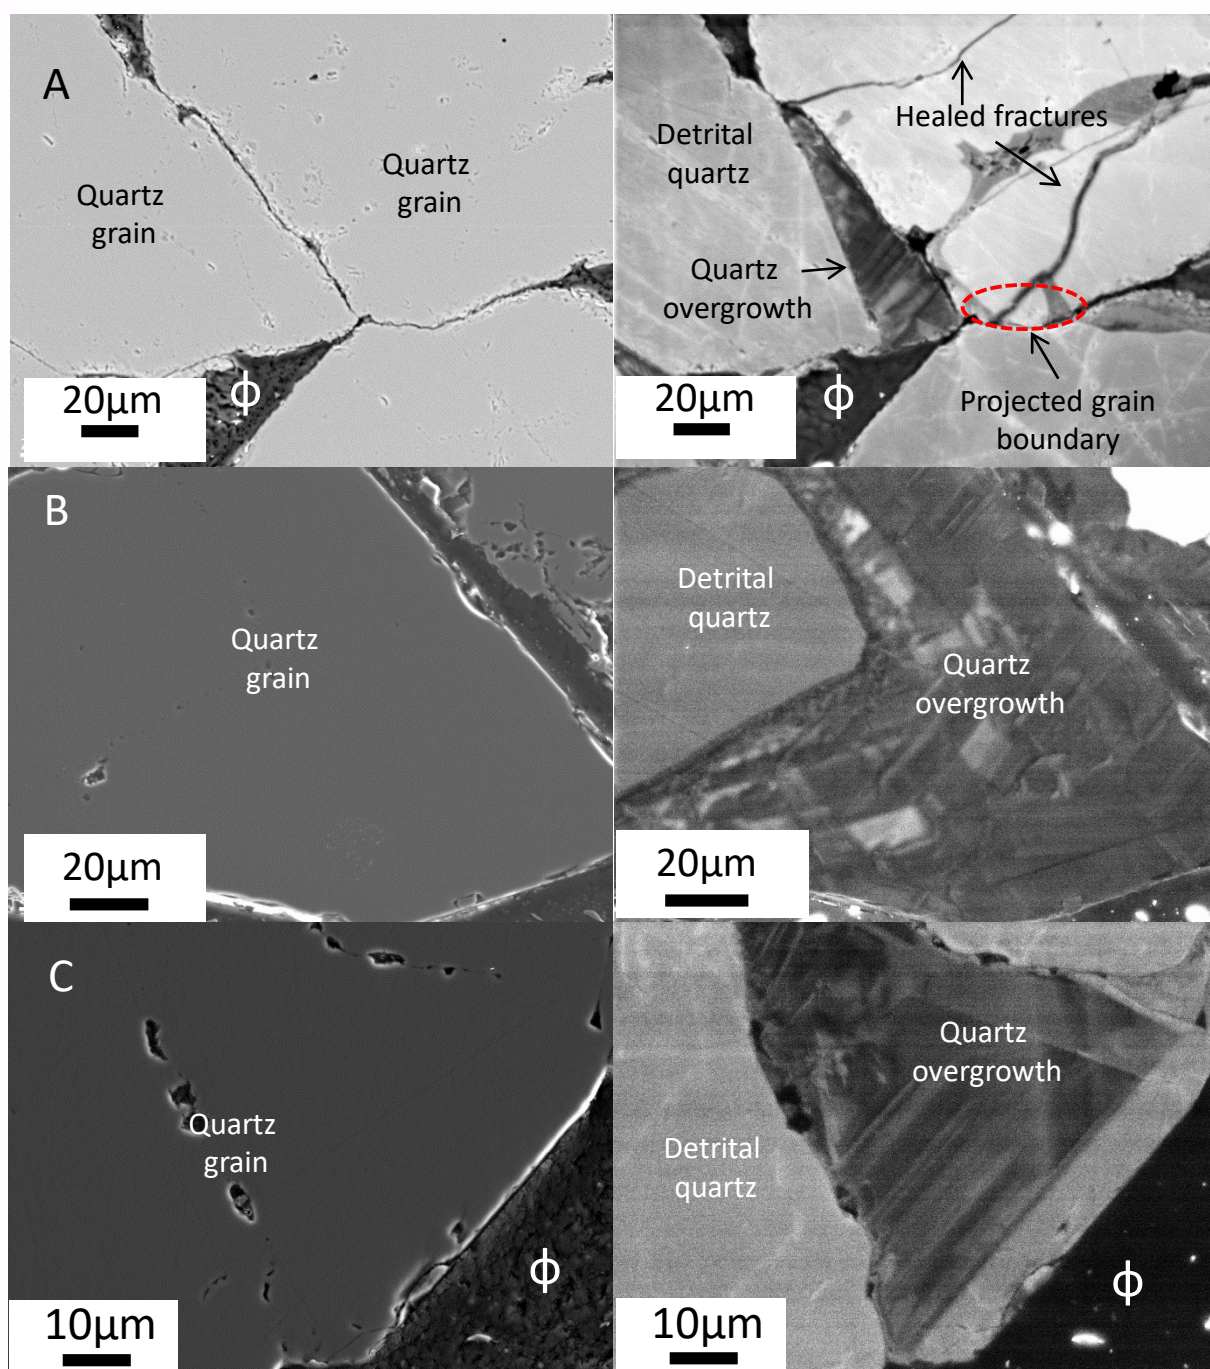 A
Quartz
grain
Quartz
grain
ϕ
20µm
Detrital
quartz
Healed fractures
Quartz
overgrowth
ϕ
Projected grain
boundary
20µm
B
Quartz
grain
20µm
Detrital
quartz
Quartz
overgrowth
20µm
C
Quartz
grain
ϕ
10µm
Quartz
overgrowth
Detrital
quartz
ϕ
10µm